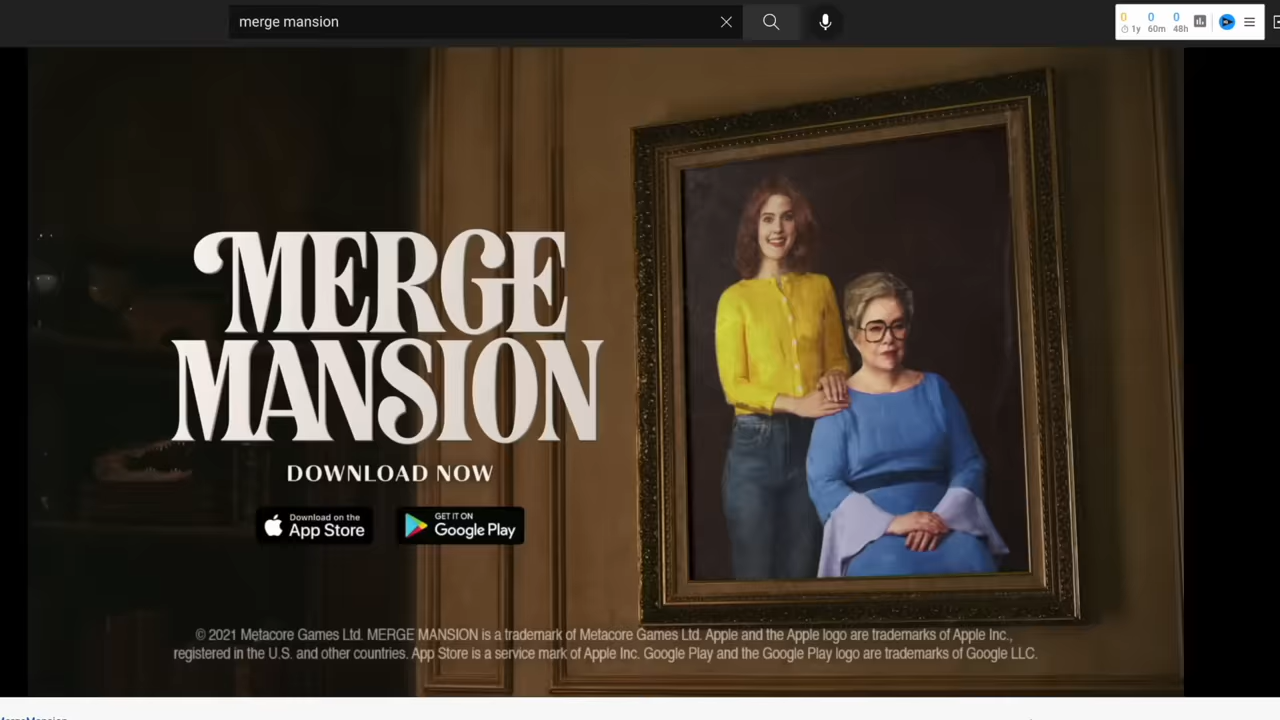 merge mansion
0 0 0
1y 60m 48h
MERGE
MANSION
DOWNLOAD NOW
Download on the
App Store
GET IT ON
Google Play
© 2021 Metacore Games Ltd. MERGE MANSION is a trademark of Metacore Games Ltd. Apple and the Apple logo are trademarks of Apple Inc.,
registered in the U.S. and other countries. App Store is a service mark of Apple Inc. Google Play and the Google Play logo are trademarks of Google LLC.